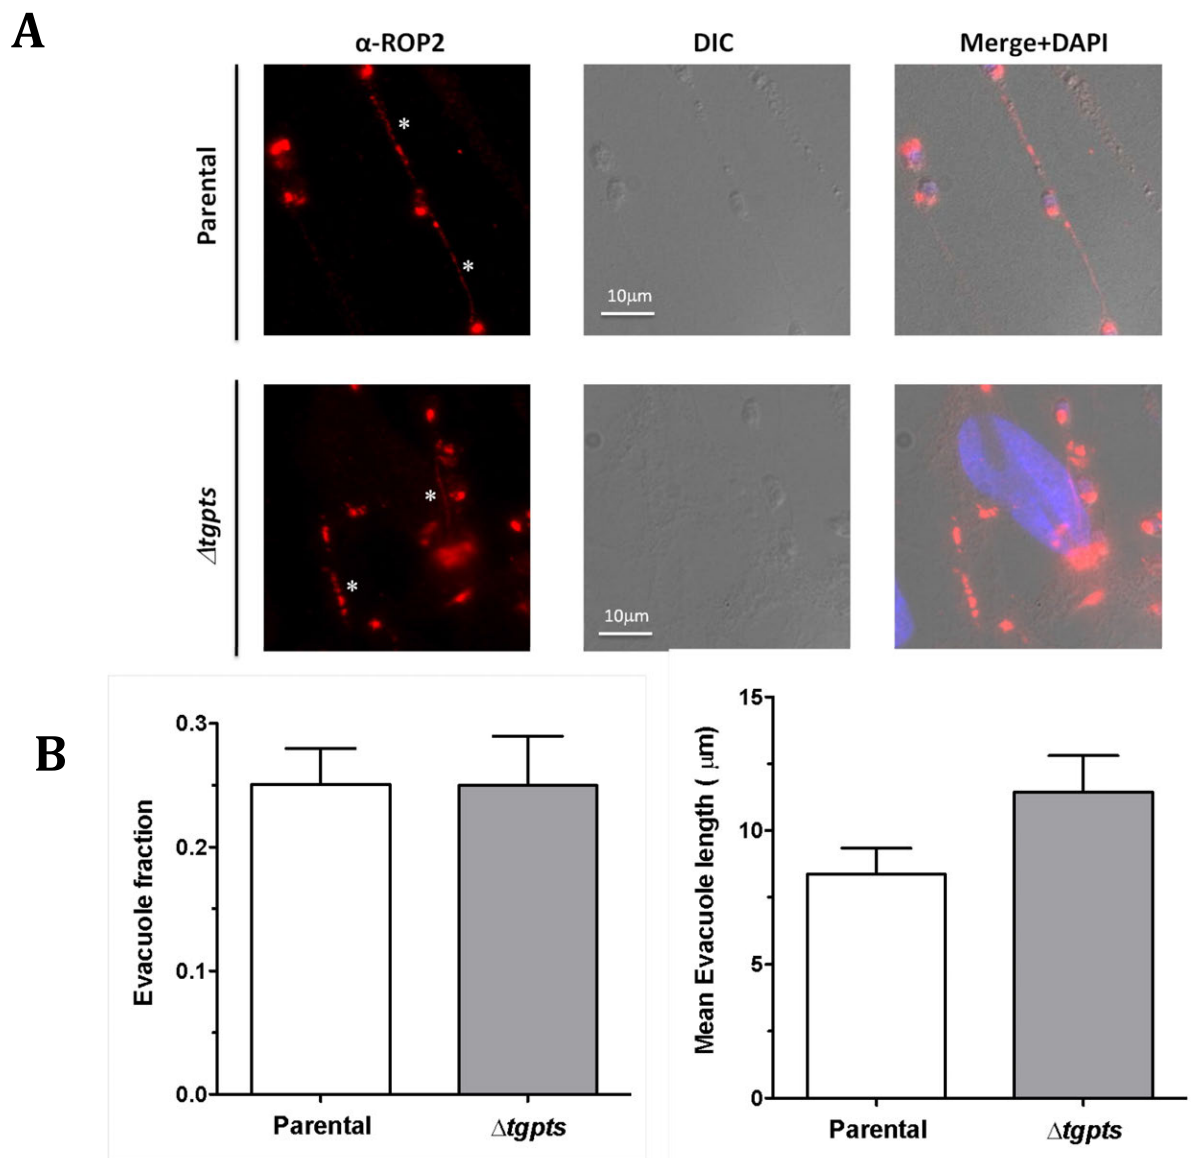 A
α-ROP2
DIC
Merge+DAPI
Parental
*
*
10μm
Δtgpts
*
*
10μm
B
Evacuole fraction
0.3
0.2
0.1
0.0
Parental
Δtgpts
Mean Evacuole length ( μm)
15
10
5
0
Parental
Δtgpts